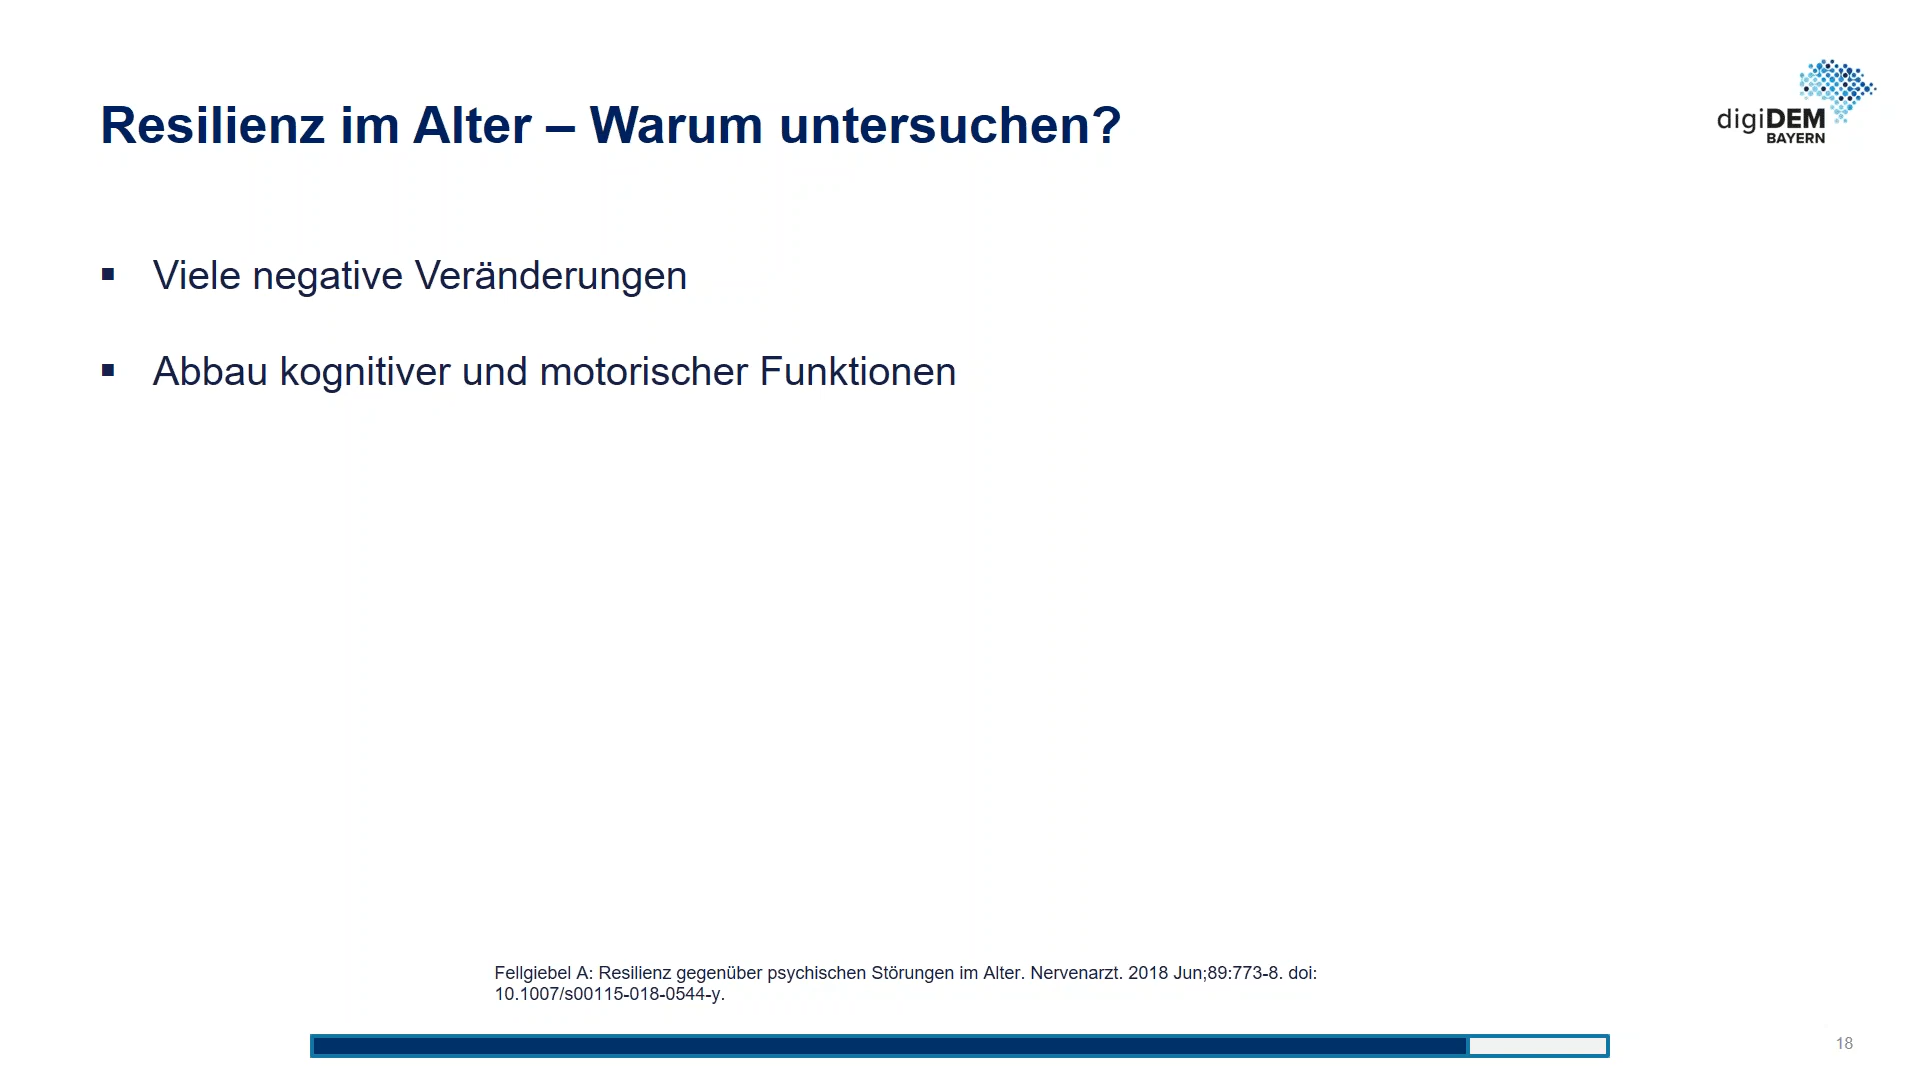 digiDEM
BAYERN
Resilienz im Alter – Warum untersuchen?
▪ Viele negative Veränderungen
▪ Abbau kognitiver und motorischer Funktionen
Fellgiebel A: Resilienz gegenüber psychischen Störungen im Alter. Nervenarzt. 2018 Jun;89:773-8. doi:
10.1007/s00115-018-0544-y.
18